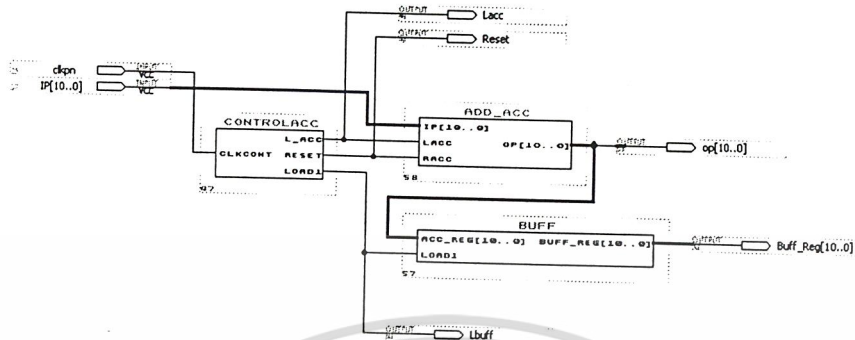 OUTPUT Lacc
OUTPUT Reset
clkpn INPUT VCC
IP[10..0] INPUT VCC
CONTROLACC
L_ACC
CLKCONT RESET
LOAD1
ADD_ACC
IP[10..0]
LACC OP[10..0]
RACC
58
OUTPUT op[10..0]
BUFF
ACC_REG[10..0] BUFF_REG[10..0]
LOAD1
57
OUTPUT Buff_Reg[10..0]
OUTPUT Lbuff